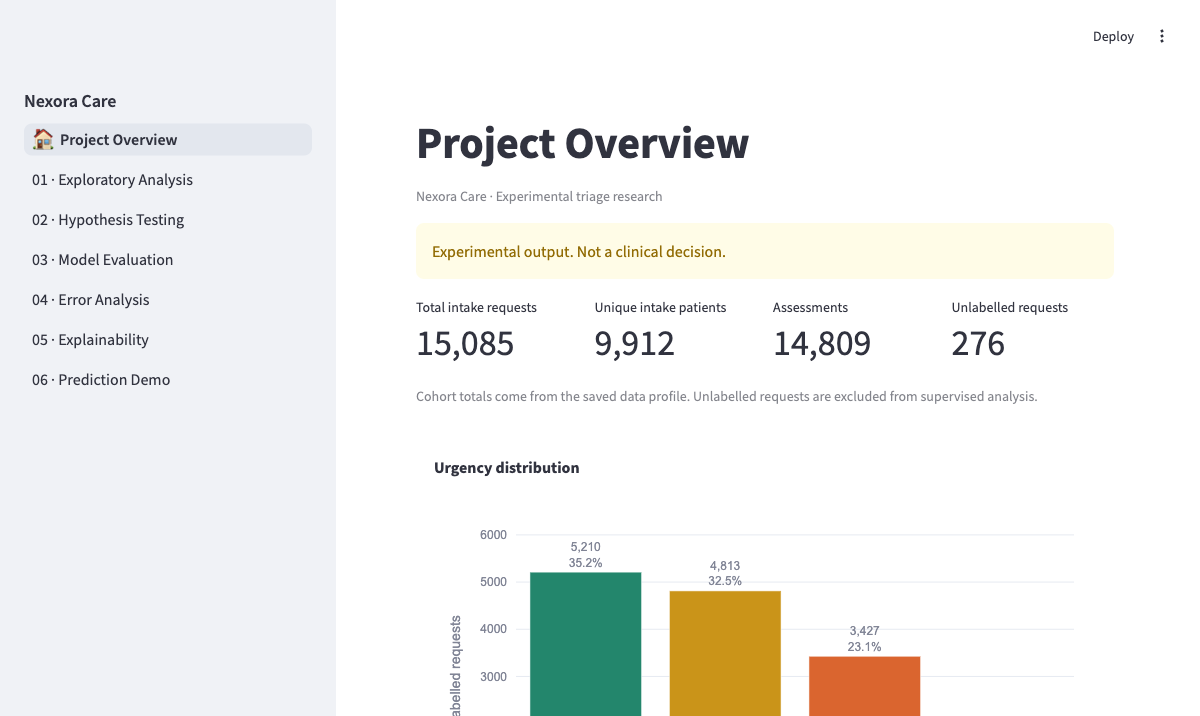 Deploy
Nexora Care
Project Overview
01 · Exploratory Analysis
02 · Hypothesis Testing
03 · Model Evaluation
04 · Error Analysis
05 · Explainability
06 · Prediction Demo
Project Overview
Nexora Care · Experimental triage research
Experimental output. Not a clinical decision.
Total intake requests
15,085
Unique intake patients
9,912
Assessments
14,809
Unlabelled requests
276
Cohort totals come from the saved data profile. Unlabelled requests are excluded from supervised analysis.
Urgency distribution
6000
5000
4000
3000
5,210
35.2%
4,813
32.5%
3,427
23.1%
requests